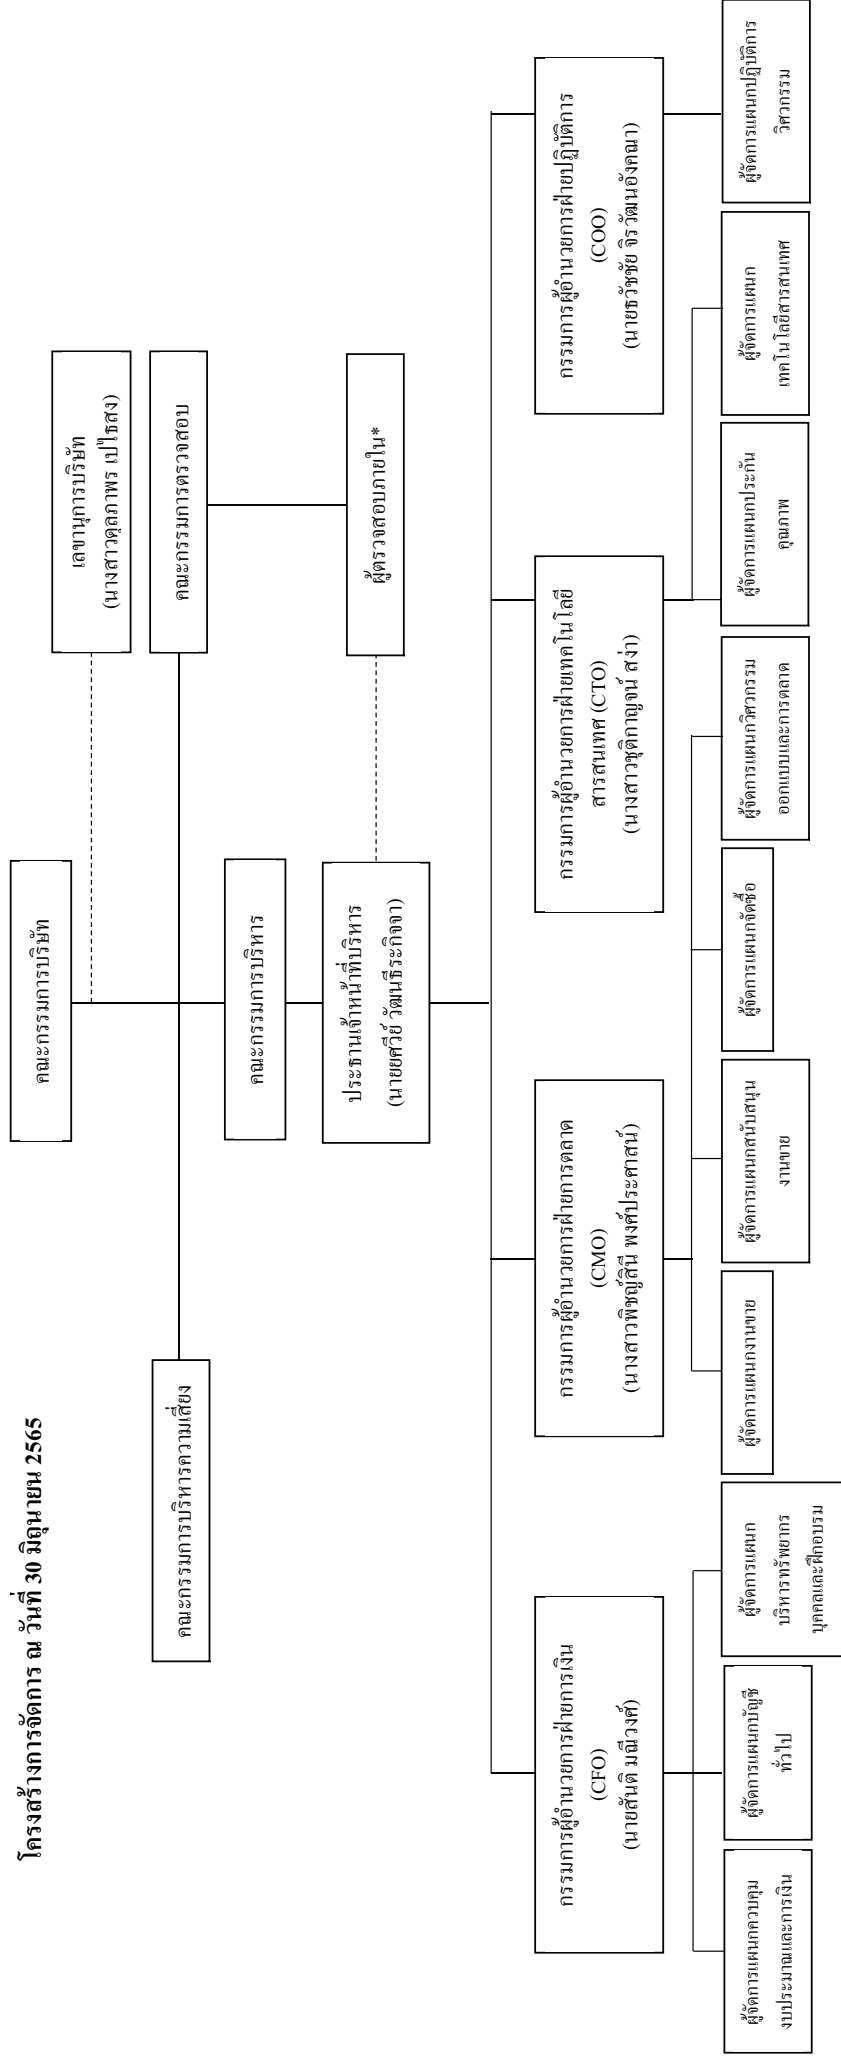 โครงสร้างการจัดการ ณ วันที่ 30 มิถุนายน 2565
คณะกรรมการบริษัท
เลขานุการบริษัท
(นางสาวดุลภาพร เปไธสง)
คณะกรรมการบริหารความเสี่ยง
คณะกรรมการตรวจสอบ
คณะกรรมการบริหาร
ประธานเจ้าหน้าที่บริหาร
(นายยศวีย์ วัฒนธีระกิจจา)
ผู้ตรวจสอบภายใน*
กรรมการผู้อำนวยการฝ่ายการเงิน
(CFO)
(นายสันติ มณีวงศ์)
กรรมการผู้อำนวยการฝ่ายการตลาด
(CMO)
(นางสาวพิชญ์สินี พงศ์ประศาสน์)
กรรมการผู้อำนวยการฝ่ายเทคโนโลยี
สารสนเทศ (CTO)
(นางสาวชุติกาญจน์ สง่า)
กรรมการผู้อำนวยการฝ่ายปฏิบัติการ
(COO)
(นายธวัชชัย จิรวัฒนอังคณา)
ผู้จัดการแผนกควบคุม
งบประมาณและการเงิน
ผู้จัดการแผนกบัญชี
ทั่วไป
ผู้จัดการแผนก
บริหารทรัพยากร
บุคคลและฝึกอบรม
ผู้จัดการแผนกงานขาย
ผู้จัดการแผนกสนับสนุน
งานขาย
ผู้จัดการแผนกจัดซื้อ
ผู้จัดการแผนกวิศวกรรม
ออกแบบและการตลาด
ผู้จัดการแผนกประกัน
คุณภาพ
ผู้จัดการแผนก
เทคโนโลยีสารสนเทศ
ผู้จัดการแผนกปฏิบัติการ
วิศวกรรม